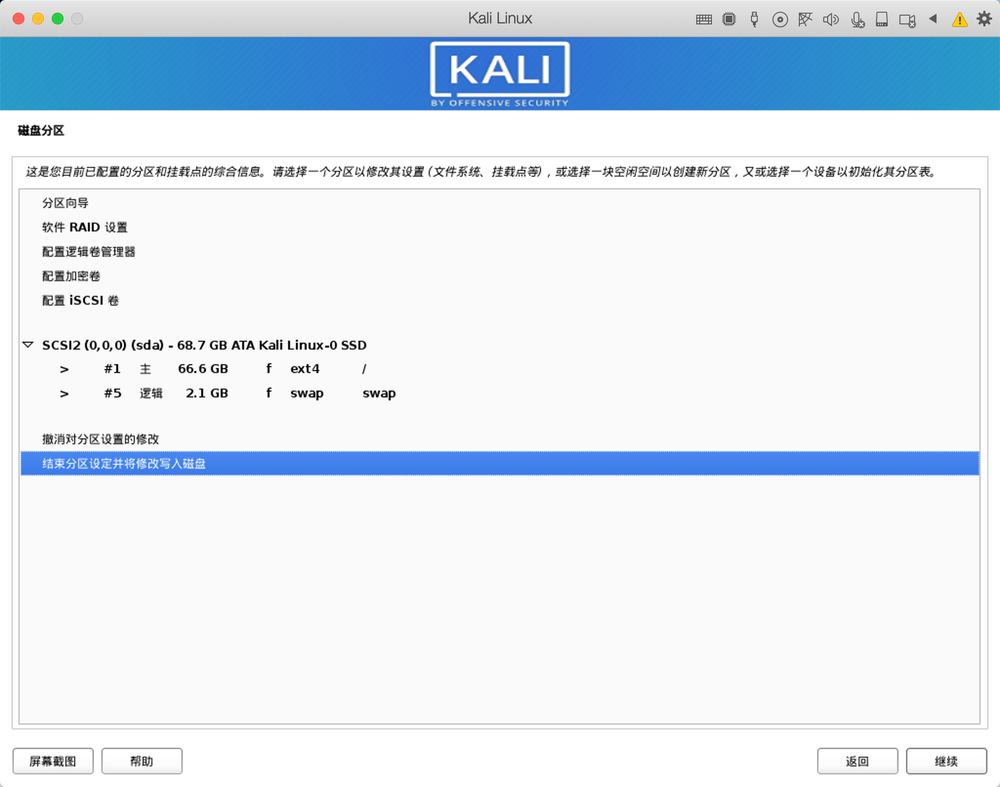 Kali Linux
KALI
BY OFFENSIVE SECURITY
磁盘分区
这是您目前已配置的分区和挂载点的综合信息。请选择一个分区以修改其设置（文件系统、挂载点等），或选择一块空闲空间以创建新分区，又或选择一个设备以初始化其分区表。
分区向导
软件 RAID 设置
配置逻辑卷管理器
配置加密卷
配置 iSCSI 卷
SCSI2 (0,0,0) (sda) - 68.7 GB ATA Kali Linux-0 SSD
> #1 主 66.6 GB f ext4 /
> #5 逻辑 2.1 GB f swap swap
撤消对分区设置的修改
结束分区设定并将修改写入磁盘
屏幕截图 帮助 返回 继续